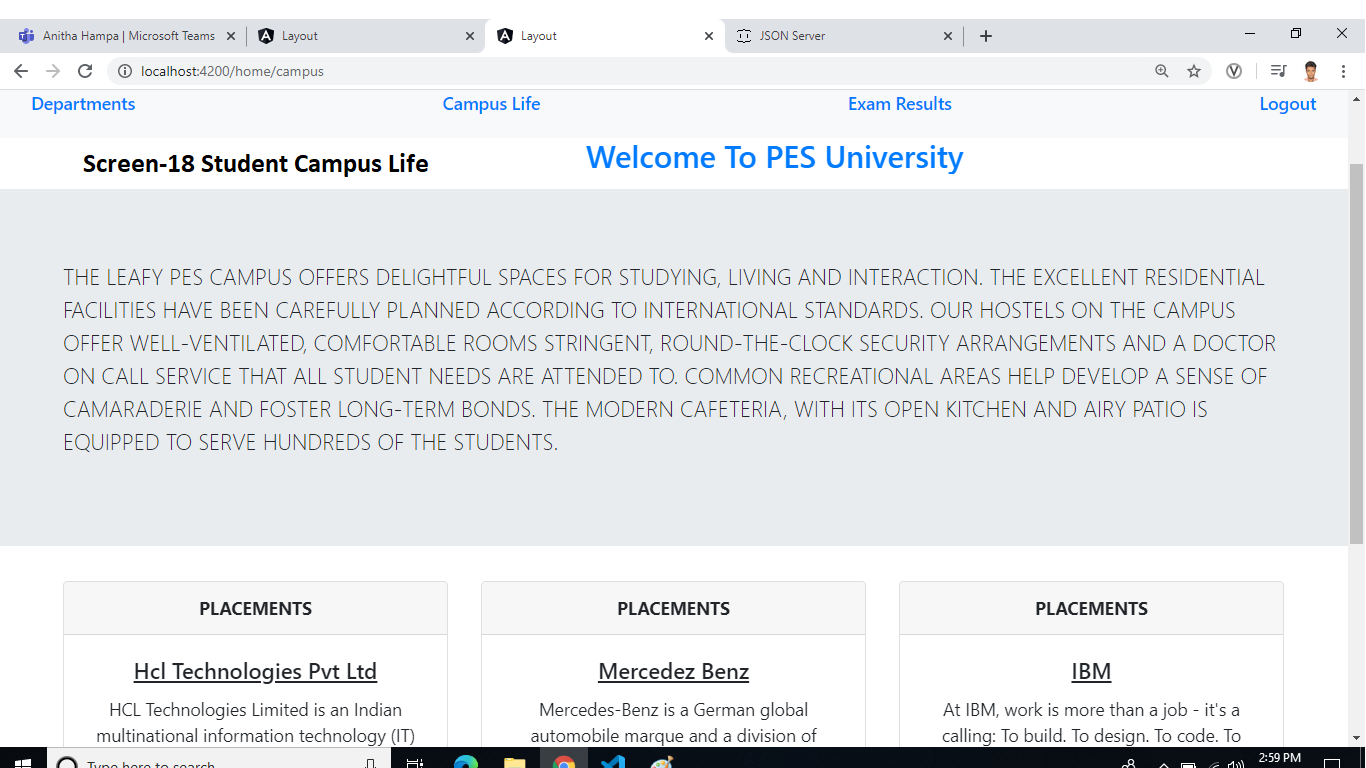 Anitha Hampa | Microsoft Teams
Layout
Layout
JSON Server
localhost:4200/home/campus
Departments
Campus Life
Exam Results
Logout
Screen-18 Student Campus Life
Welcome To PES University
THE LEAFY PES CAMPUS OFFERS DELIGHTFUL SPACES FOR STUDYING, LIVING AND INTERACTION. THE EXCELLENT RESIDENTIAL
FACILITIES HAVE BEEN CAREFULLY PLANNED ACCORDING TO INTERNATIONAL STANDARDS. OUR HOSTELS ON THE CAMPUS
OFFER WELL-VENTILATED, COMFORTABLE ROOMS STRINGENT, ROUND-THE-CLOCK SECURITY ARRANGEMENTS AND A DOCTOR
ON CALL SERVICE THAT ALL STUDENT NEEDS ARE ATTENDED TO. COMMON RECREATIONAL AREAS HELP DEVELOP A SENSE OF
CAMARADERIE AND FOSTER LONG-TERM BONDS. THE MODERN CAFETERIA, WITH ITS OPEN KITCHEN AND AIRY PATIO IS
EQUIPPED TO SERVE HUNDREDS OF THE STUDENTS.
PLACEMENTS
Hcl Technologies Pvt Ltd
HCL Technologies Limited is an Indian
multinational information technology (IT)
PLACEMENTS
Mercedez Benz
Mercedes-Benz is a German global
automobile marque and a division of
PLACEMENTS
IBM
At IBM, work is more than a job - it's a
calling: To build. To design. To code. To
Type here to search
2:59 PM